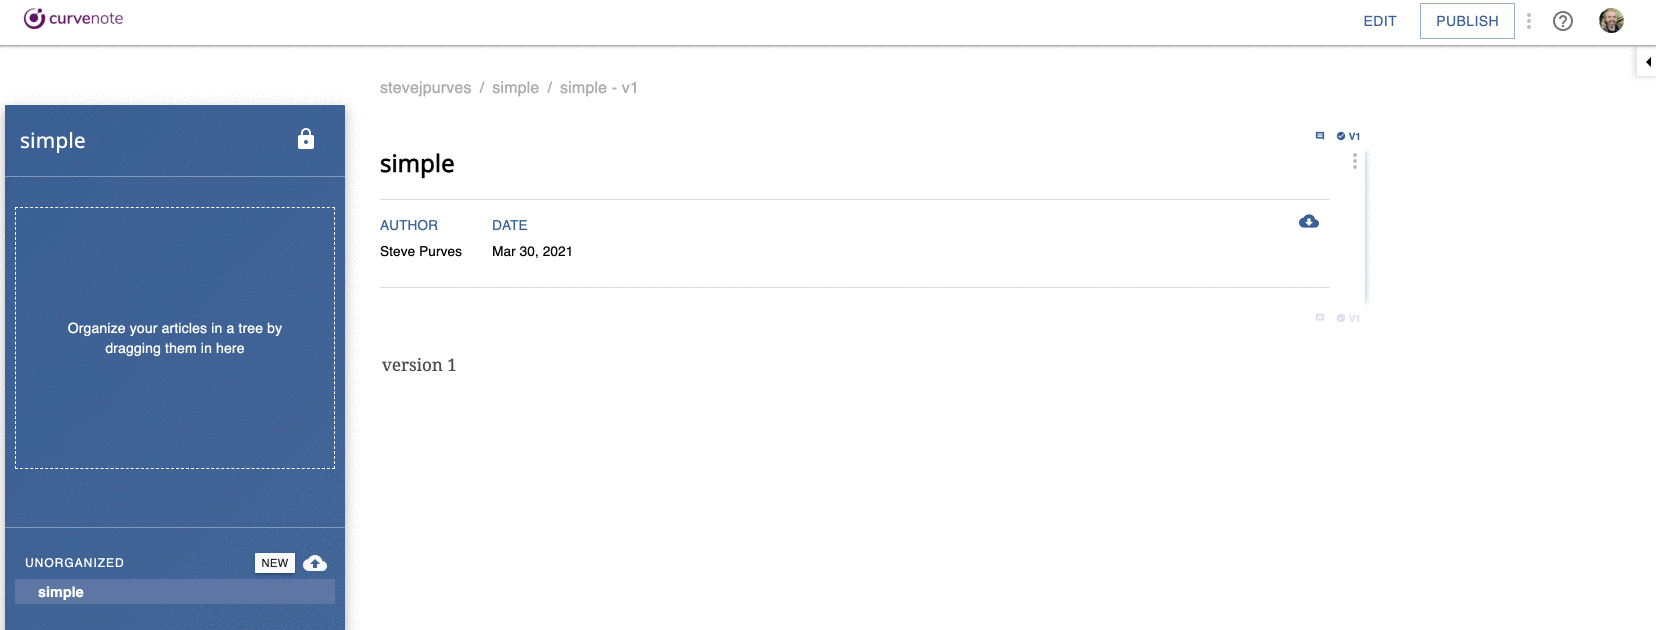 curvenote
EDIT
PUBLISH
stevejpurves / simple / simple - v1
simple
V1
simple
AUTHOR
DATE
Steve Purves
Mar 30, 2021
V1
Organize your articles in a tree by
dragging them in here
version 1
UNORGANIZED
NEW
simple